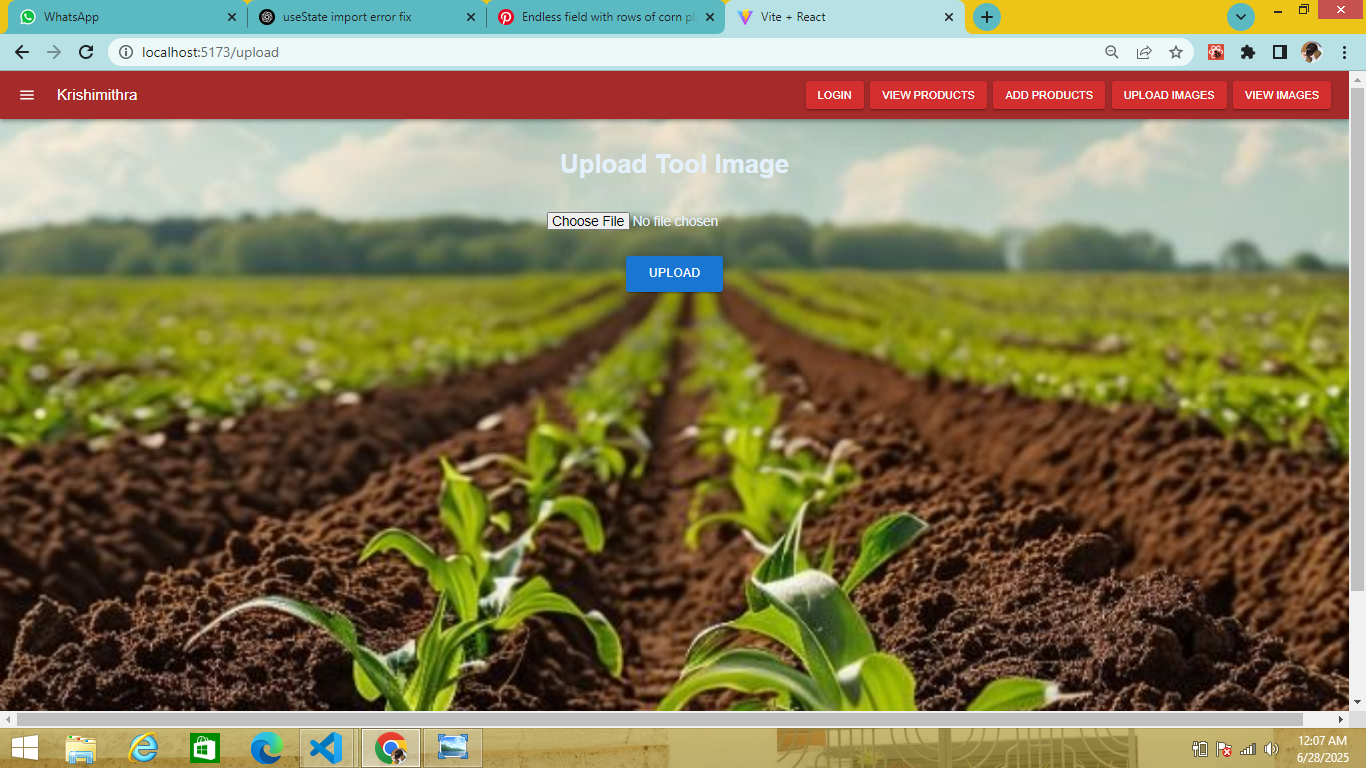 WhatsApp
useState import error fix
Endless field with rows of corn pl
Vite + React
localhost:5173/upload
Krishimithra
LOGIN
VIEW PRODUCTS
ADD PRODUCTS
UPLOAD IMAGES
VIEW IMAGES
Upload Tool Image
Choose File No file chosen
UPLOAD
12:07 AM
6/28/2025